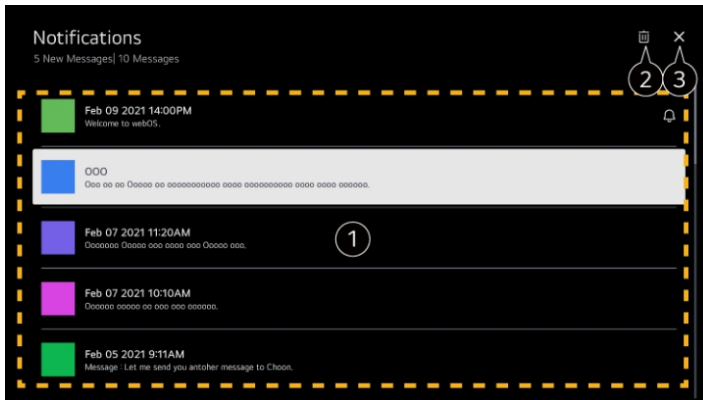 Notifications
5 New Messages| 10 Messages
2 3
Feb 09 2021 14:00PM
Welcome to webOS.
OOO
Ooo oo oo Ooooo oo ooooooooooo oooo oooooooooo oooo oooo oooooo.
1
Feb 07 2021 11:20AM
Ooooooo Ooooo ooo oooo ooo Ooooo ooo.
Feb 07 2021 10:10AM
Oooooo ooooo oo ooo ooo oooooo.
Feb 05 2021 9:11AM
Message : Let me send you antoher message to Choon.